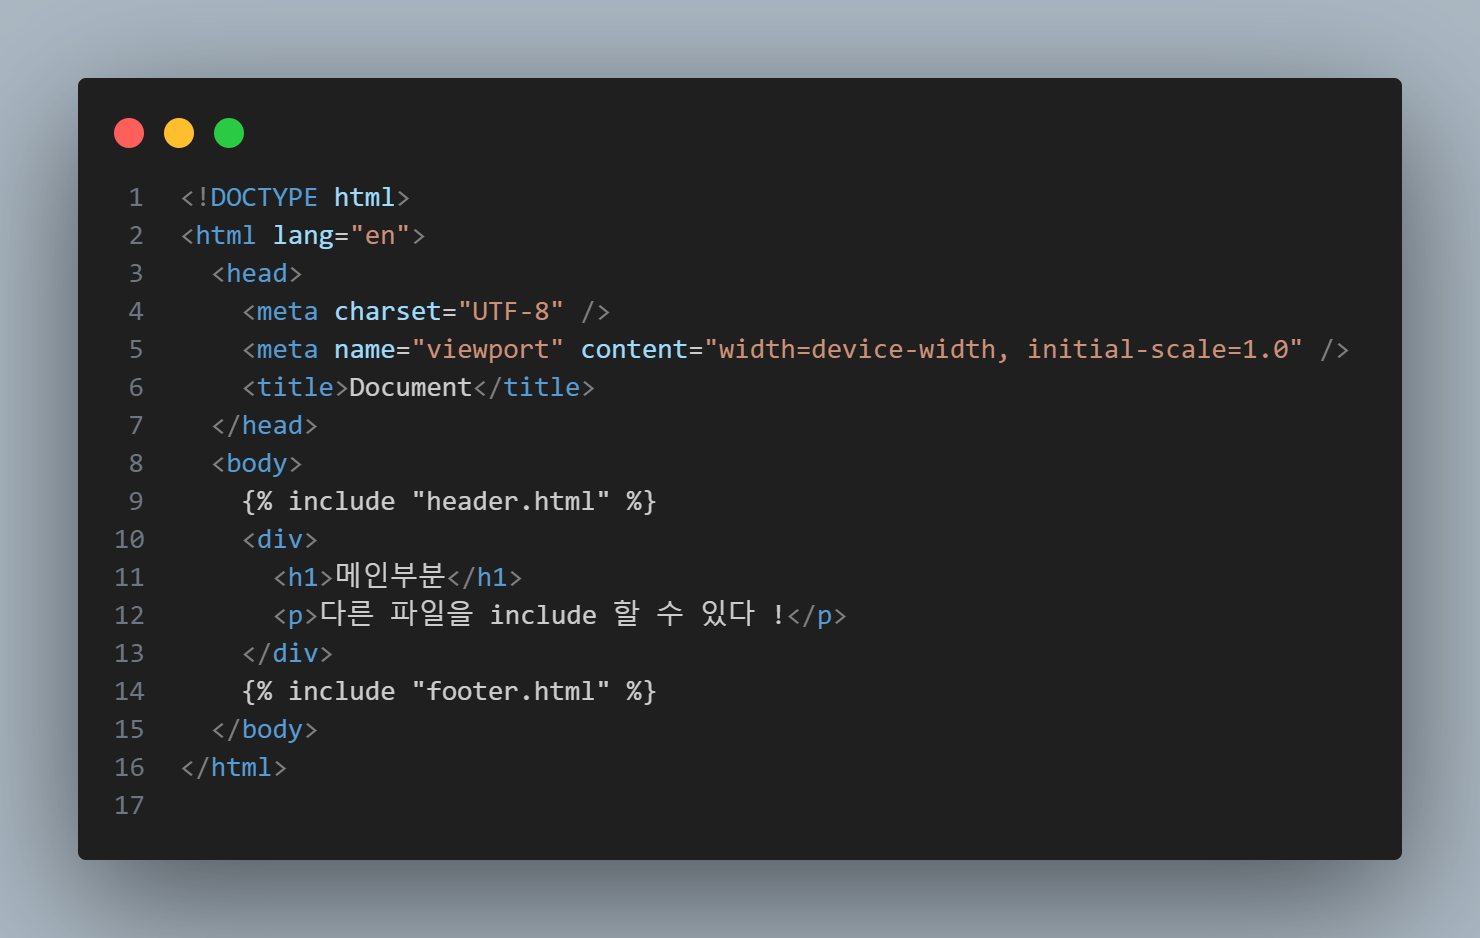 1 <!DOCTYPE html>
2 <html lang="en">
3   <head>
4     <meta charset="UTF-8" />
5     <meta name="viewport" content="width=device-width, initial-scale=1.0" />
6     <title>Document</title>
7   </head>
8   <body>
9     {% include "header.html" %}
10     <div>
11       <h1>메인부분</h1>
12       <p>다른 파일을 include 할 수 있다 !</p>
13     </div>
14     {% include "footer.html" %}
15   </body>
16 </html>
17